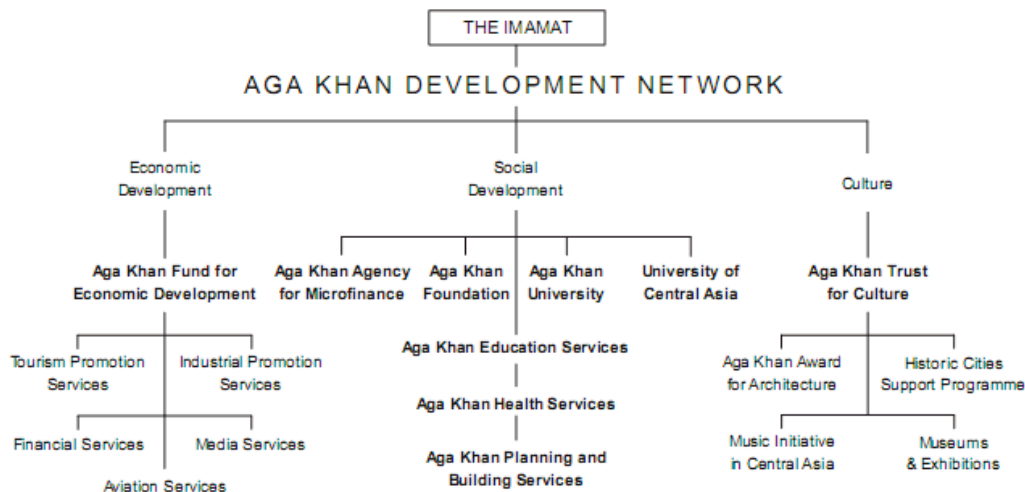 THE IMAMAT
AGA KHAN DEVELOPMENT NETWORK
Economic
Development
Social
Development
Culture
Aga Khan Fund for
Economic Development
Aga Khan Agency
for Microfinance
Aga Khan
Foundation
Aga Khan
University
University of
Central Asia
Aga Khan Trust
for Culture
Tourism Promotion
Services
Industrial Promotion
Services
Aga Khan Education Services
Aga Khan Award
for Architecture
Historic Cities
Support Programme
Aga Khan Health Services
Financial Services
Media Services
Aga Khan Planning and
Building Services
Music Initiative
in Central Asia
Museums
& Exhibitions
Aviation Services